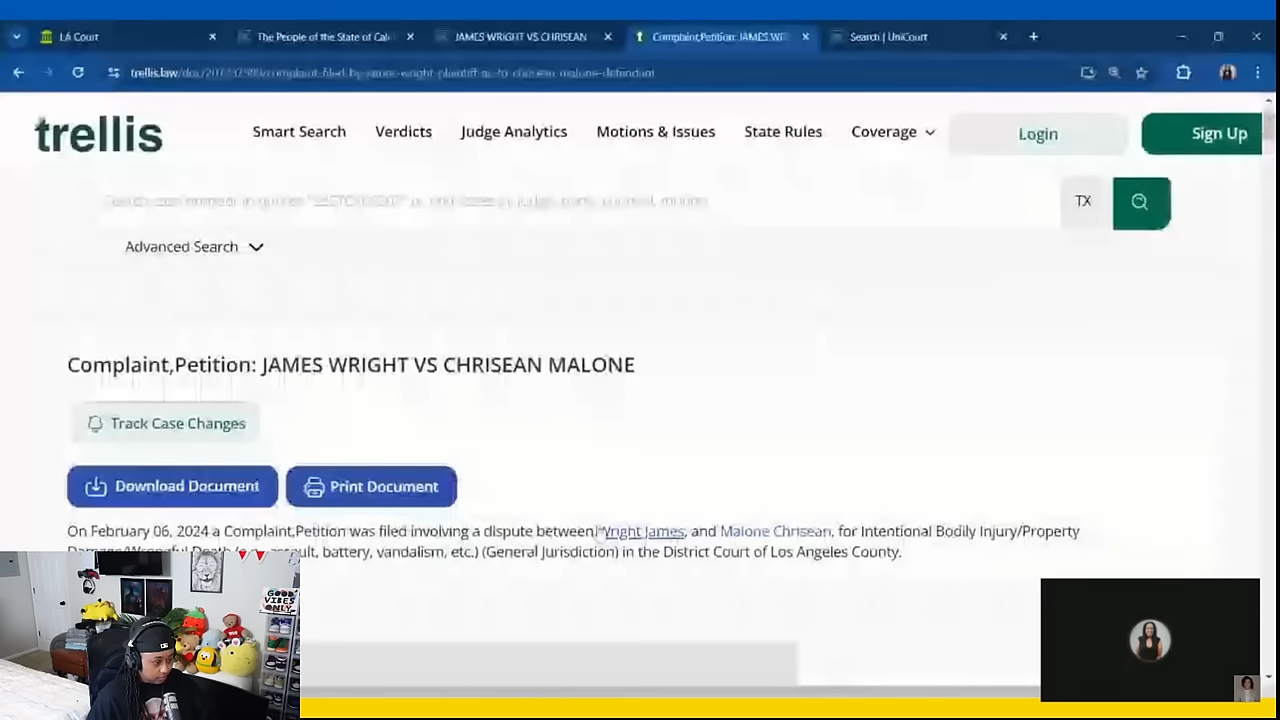 LA Court
The People of the State of Cal
JAMES WRIGHT VS CHRISEAN
Complaint,Petition: JAMES WR
Search | UniCourt
trellis
Smart Search
Verdicts
Judge Analytics
Motions & Issues
State Rules
Coverage
Login
Sign Up
TX
Advanced Search
Complaint,Petition: JAMES WRIGHT VS CHRISEAN MALONE
Track Case Changes
Download Document
Print Document
On February 06, 2024 a Complaint,Petition was filed involving a dispute between Wright James, and Malone Chrisean, for Intentional Bodily Injury/Property
battery, vandalism, etc.) (General Jurisdiction) in the District Court of Los Angeles County.
GOOD
VIBES
ONLY